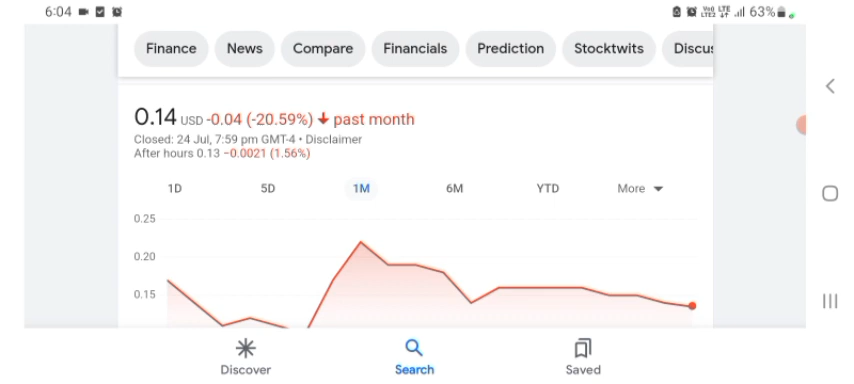 6:04 63%
Finance News Compare Financials Prediction Stocktwits Discus
0.14 USD -0.04 (-20.59%) past month
Closed: 24 Jul, 7:59 pm GMT-4 • Disclaimer
After hours 0.13 −0.0021 (1.56%)
1D 5D 1M 6M YTD More
0.25
0.20
0.15
Discover Search Saved